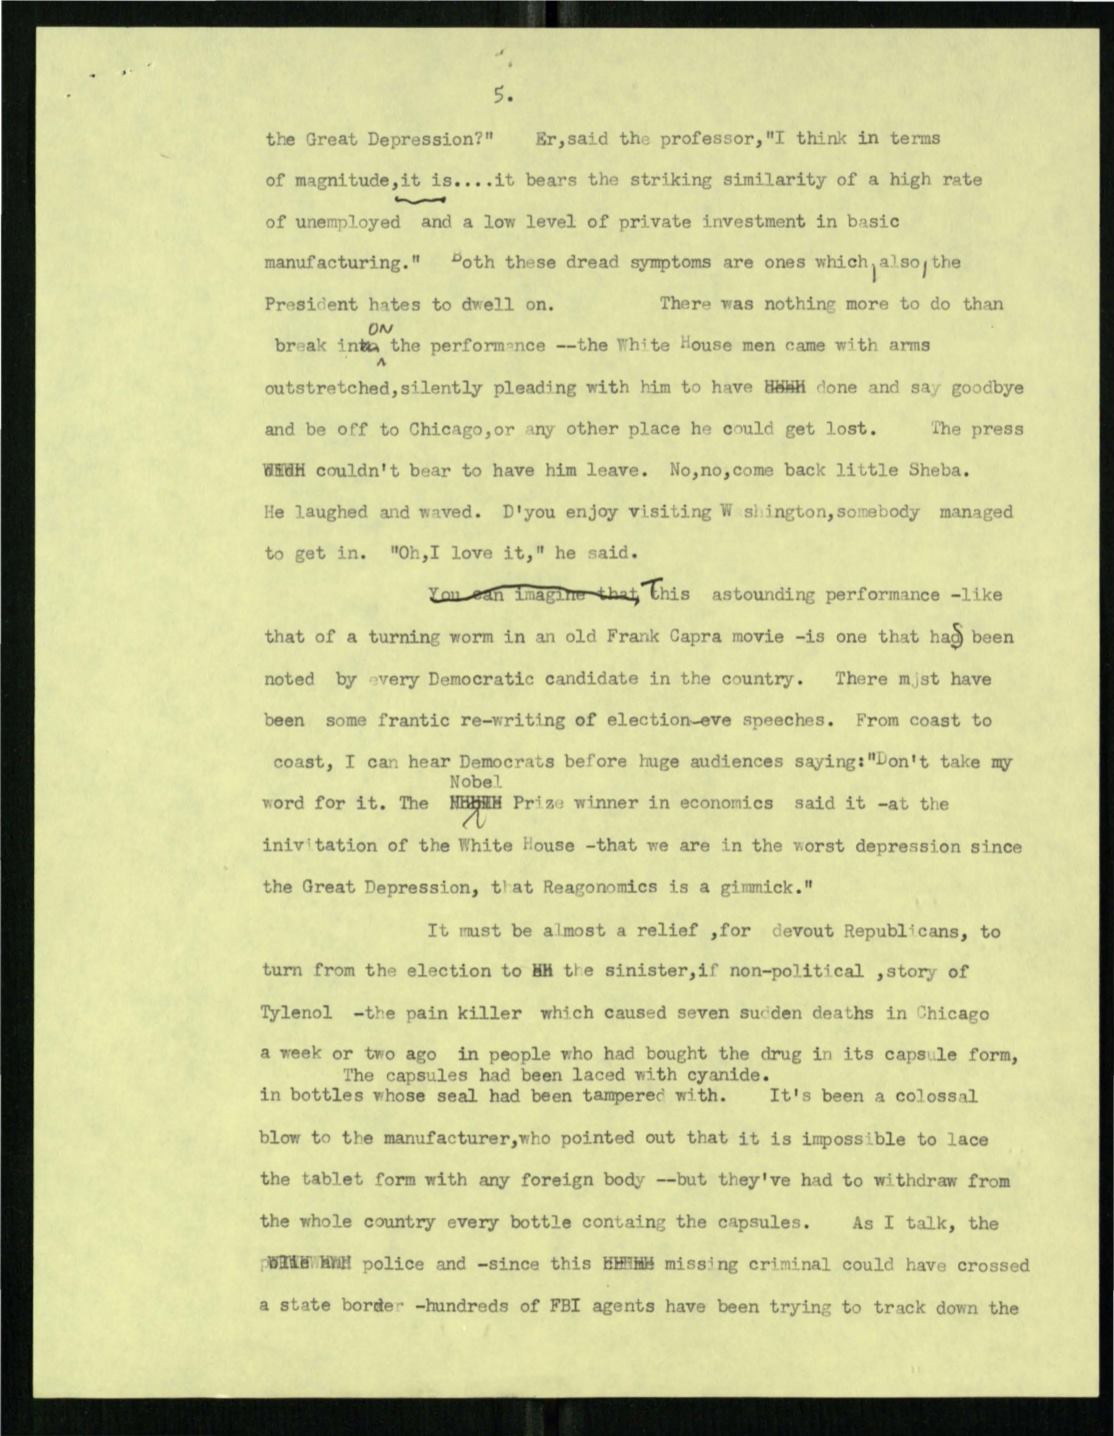 5.
the Great Depression?" Er,said the professor,"I think in terms
of magnitude,it is....it bears the striking similarity of a high rate
of unemployed and a low level of private investment in basic
manufacturing." Both these dread symptoms are ones which,also,the
President hates to dwell on. There was nothing more to do than
ON
break in the performance --the White House men came with arms
outstretched,silently pleading with him to have done and say goodbye
and be off to Chicago,or any other place he could get lost. The press
couldn't bear to have him leave. No,no,come back little Sheba.
He laughed and waved. D'you enjoy visiting W shington,somebody managed
to get in. "Oh,I love it," he said.
You can imagine that, This astounding performance -like
that of a turning worm in an old Frank Capra movie -is one that has been
noted by every Democratic candidate in the country. There mjst have
been some frantic re-writing of election-eve speeches. From coast to
coast, I can hear Democrats before huge audiences saying:"Don't take my
Nobel
word for it. The Prize winner in economics said it -at the
inivitation of the White House -that we are in the worst depression since
the Great Depression, that Reagonomics is a gimmick."
It must be almost a relief ,for devout Republicans, to
turn from the election to the sinister,if non-political ,story of
Tylenol -the pain killer which caused seven sudden deaths in Chicago
a week or two ago in people who had bought the drug in its capsule form,
The capsules had been laced with cyanide.
in bottles whose seal had been tampered with. It's been a colossal
blow to the manufacturer,who pointed out that it is impossible to lace
the tablet form with any foreign body --but they've had to withdraw from
the whole country every bottle containg the capsules. As I talk, the
police and -since this missing criminal could have crossed
a state border -hundreds of FBI agents have been trying to track down the